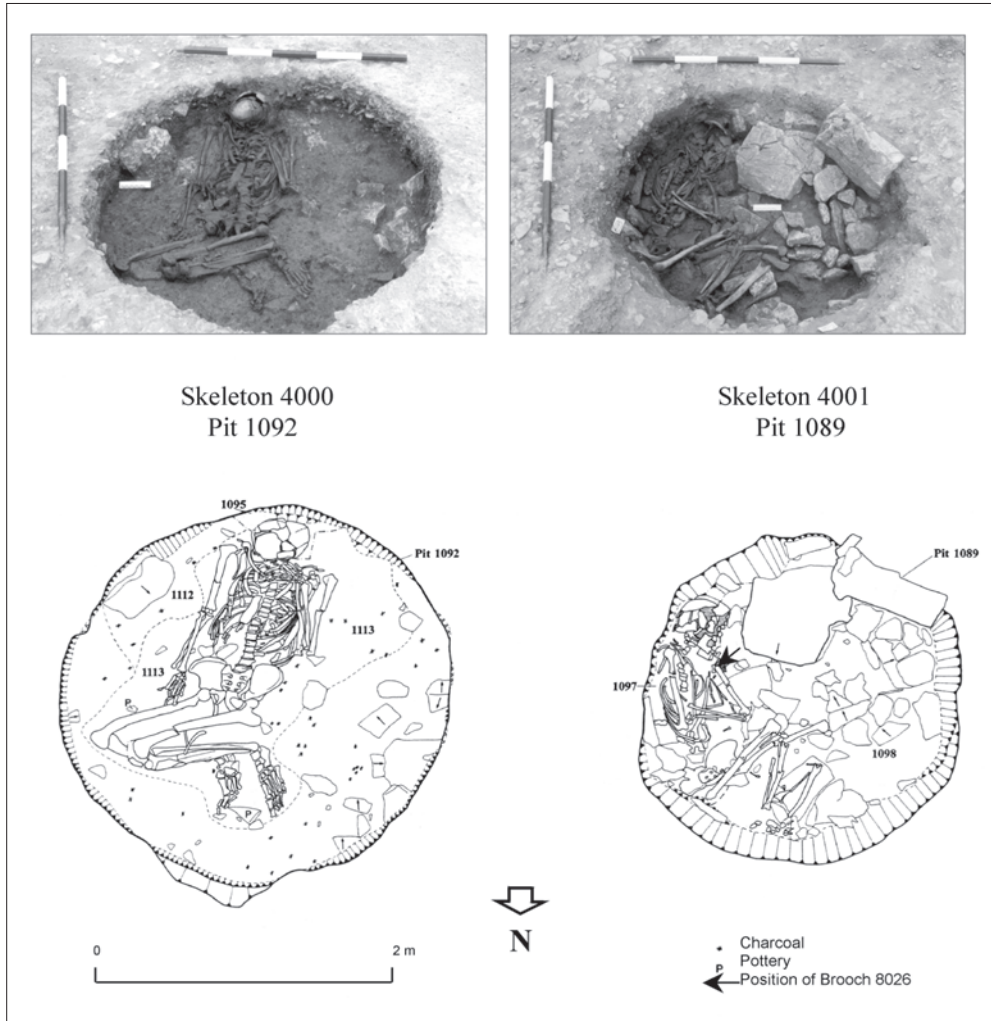 Skeleton 4000
Pit 1092
Skeleton 4001
Pit 1089
1095
Pit 1092
1112
1113
1113
P
P
Pit 1089
1097
1098
N
0 2 m
Charcoal
P Pottery
Position of Brooch 8026